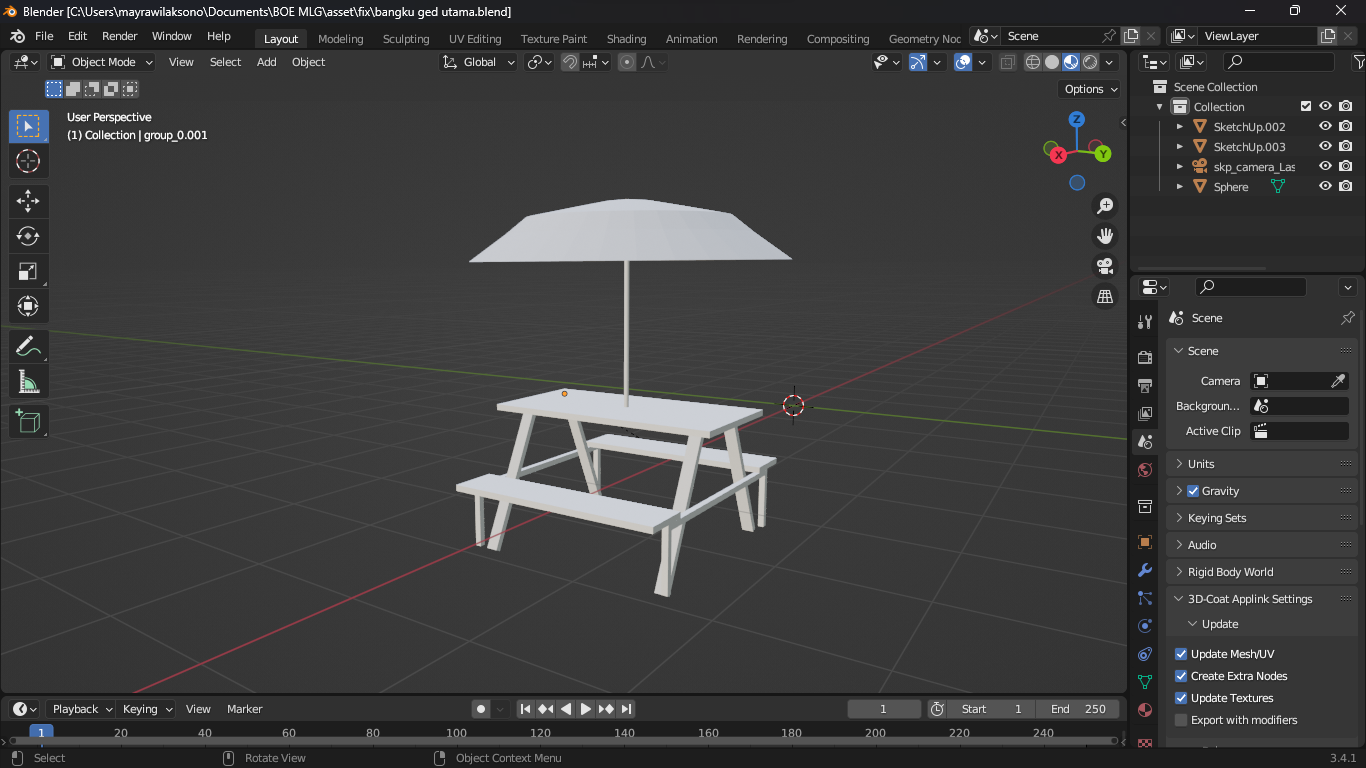 Blender [C:\Users\mayrawilaksono\Documents\BOE MLG\asset\fix\bangku ged utama.blend]
File Edit Render Window Help Layout Modeling Sculpting UV Editing Texture Paint Shading Animation Rendering Compositing Geometry Noc Scene ViewLayer
Object Mode View Select Add Object Global
Options
User Perspective
(1) Collection | group_0.001
Z
X
Y
Scene Collection
Collection
SketchUp.002
SketchUp.003
skp_camera_Las
Sphere
Scene
Scene
Camera
Backgroun...
Active Clip
Units
Gravity
Keying Sets
Audio
Rigid Body World
3D-Coat Applink Settings
Update
Update Mesh/UV
Create Extra Nodes
Update Textures
Export with modifiers
Playback Keying View Marker 1 Start 1 End 250
1 20 40 60 80 100 120 140 160 180 200 220 240
Select Rotate View Object Context Menu 3.4.1